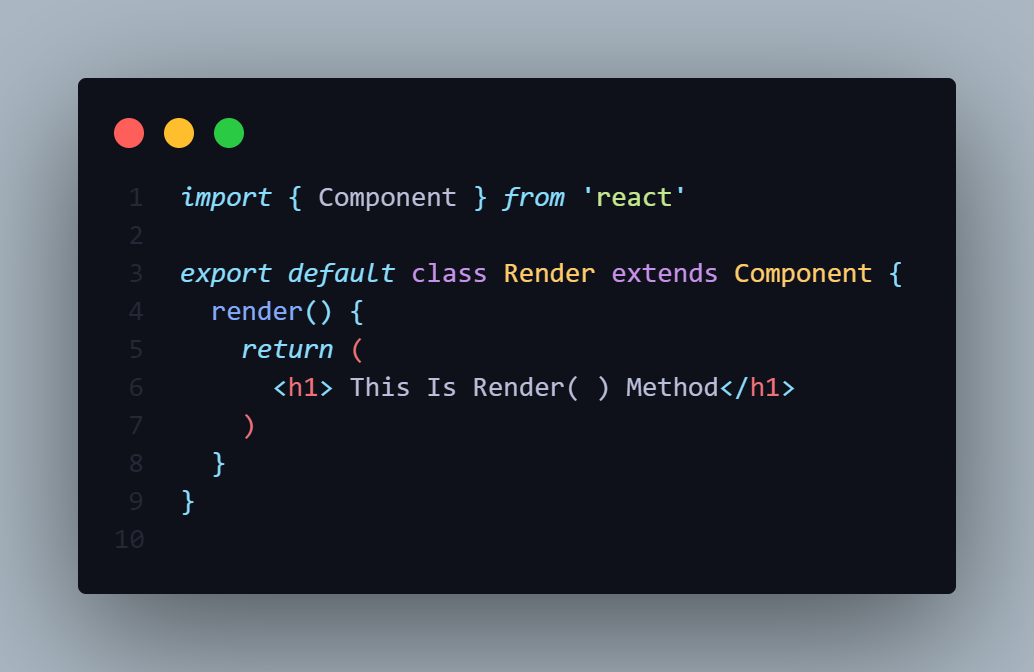 1 import { Component } from 'react'
2
3 export default class Render extends Component {
4   render() {
5     return (
6       <h1> This Is Render( ) Method</h1>
7     )
8   }
9 }
10